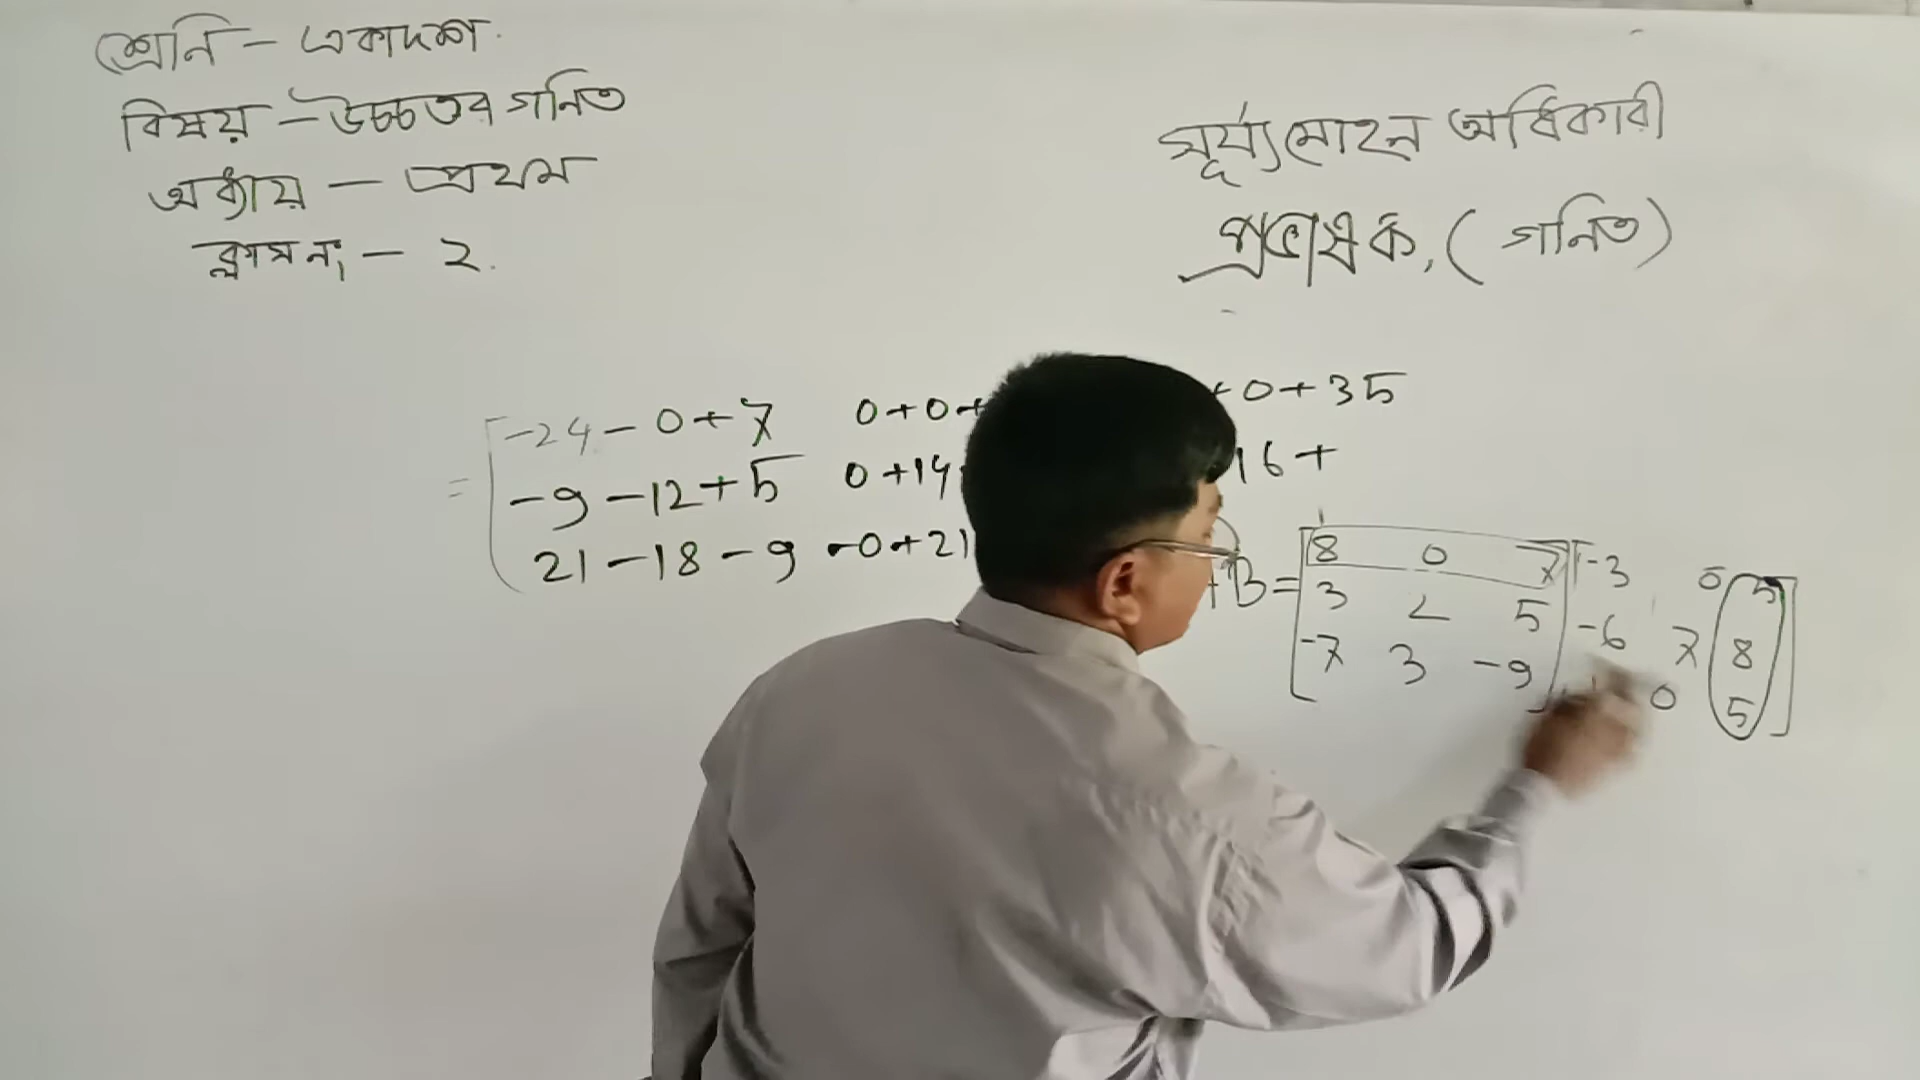 শ্রেনি - একাদশ
বিষয় - উচ্চতর গনিত
অধ্যায় - প্রথম
ক্লাস নং - ২.
সূর্য্যমোহন অধিকারী
প্রভাষক, ( গনিত )
= [ -24 - 0 + 7 0 + 0 + + 0 + 35
-9 - 12 + 5 0 + 14 16 +
21 - 18 - 9 -0 + 21
B = [ 8 0 7 ] [ -3 0 5 ]
3 2 5 -6 7 8
-7 3 -9 0 5